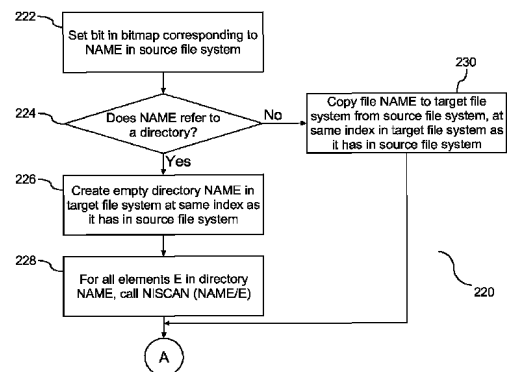 222
Set bit in bitmap corresponding to
NAME in source file system
224
Does NAME refer to
a directory?
No
Yes
230
Copy file NAME to target file
system from source file system, at
same index in target file system as
it has in source file system
226
Create empty directory NAME in
target file system at same index as
it has in source file system
228
For all elements E in directory
NAME, call NISCAN (NAME/E)
220
A